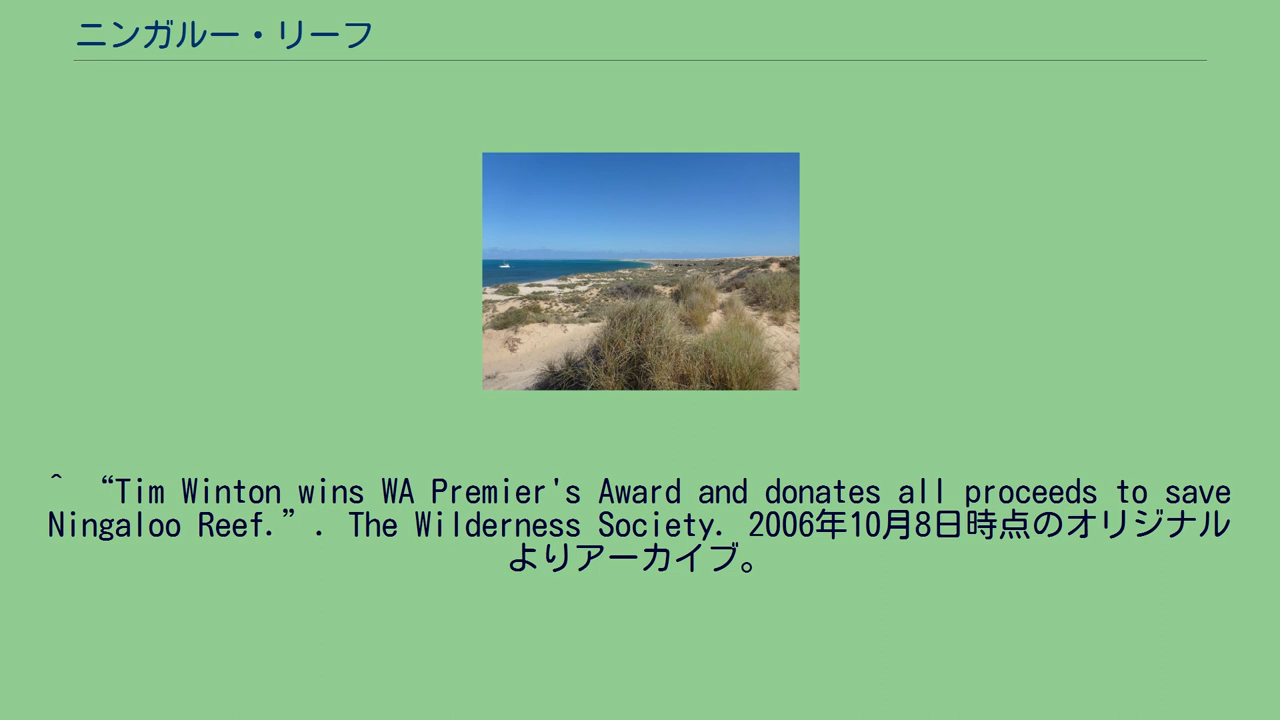 ニンガルー・リーフ
^ “Tim Winton wins WA Premier's Award and donates all proceeds to save
Ningaloo Reef.”. The Wilderness Society. 2006年10月8日時点のオリジナル
よりアーカイブ。